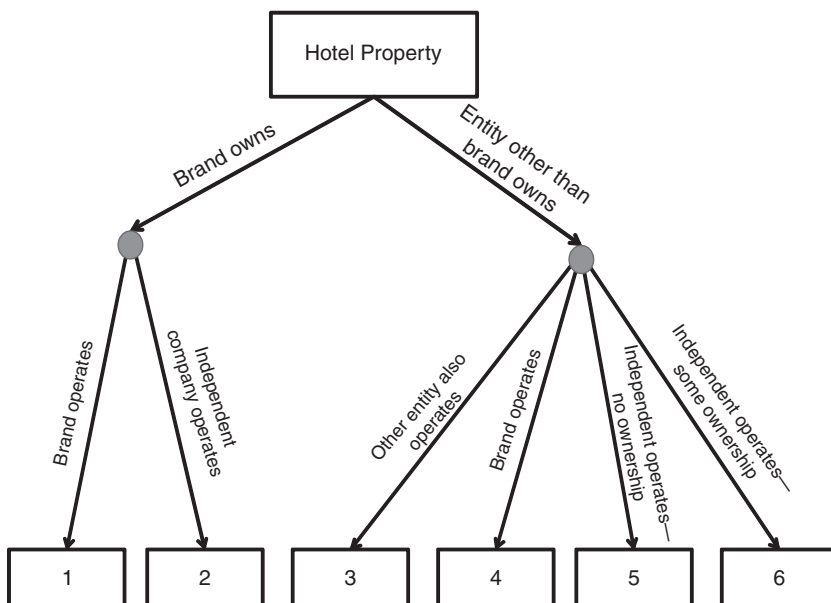 Hotel Property
Brand owns
Entity other than
brand owns
Brand operates
Independent
company operates
Other entity also
operates
Brand operates
Independent operates—
no ownership
Independent operates—
some ownership
1
2
3
4
5
6